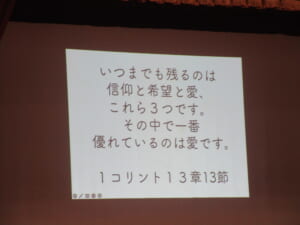 いつまでも残るのは
信仰と希望と愛、
これら3つです。
その中で一番
優れているのは愛です。
1コリント13章13節